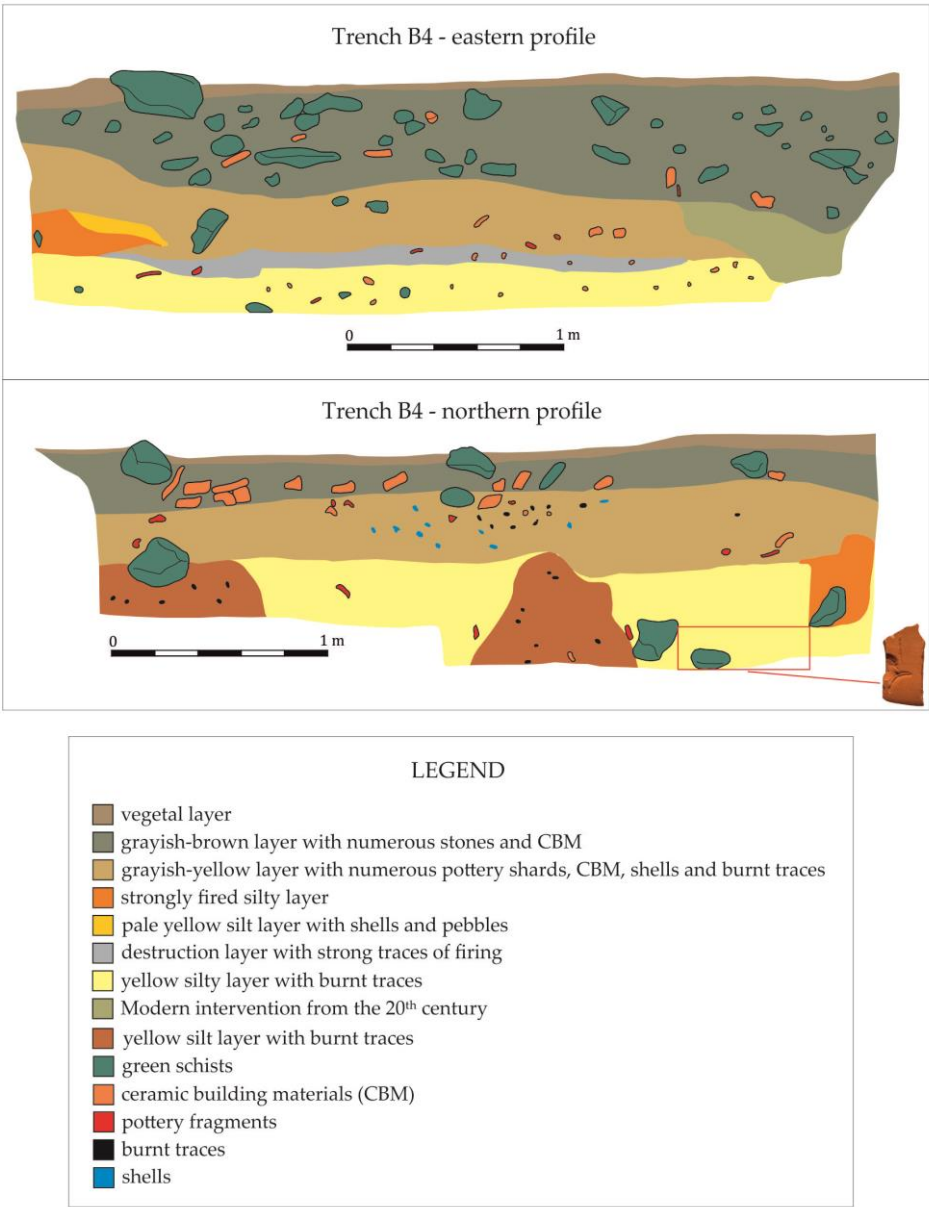 Trench B4 - eastern profile
0 1 m
Trench B4 - northern profile
0 1 m
LEGEND
vegetal layer
grayish-brown layer with numerous stones and CBM
grayish-yellow layer with numerous pottery shards, CBM, shells and burnt traces
strongly fired silty layer
pale yellow silt layer with shells and pebbles
destruction layer with strong traces of firing
yellow silty layer with burnt traces
Modern intervention from the 20th century
yellow silt layer with burnt traces
green schists
ceramic building materials (CBM)
pottery fragments
burnt traces
shells